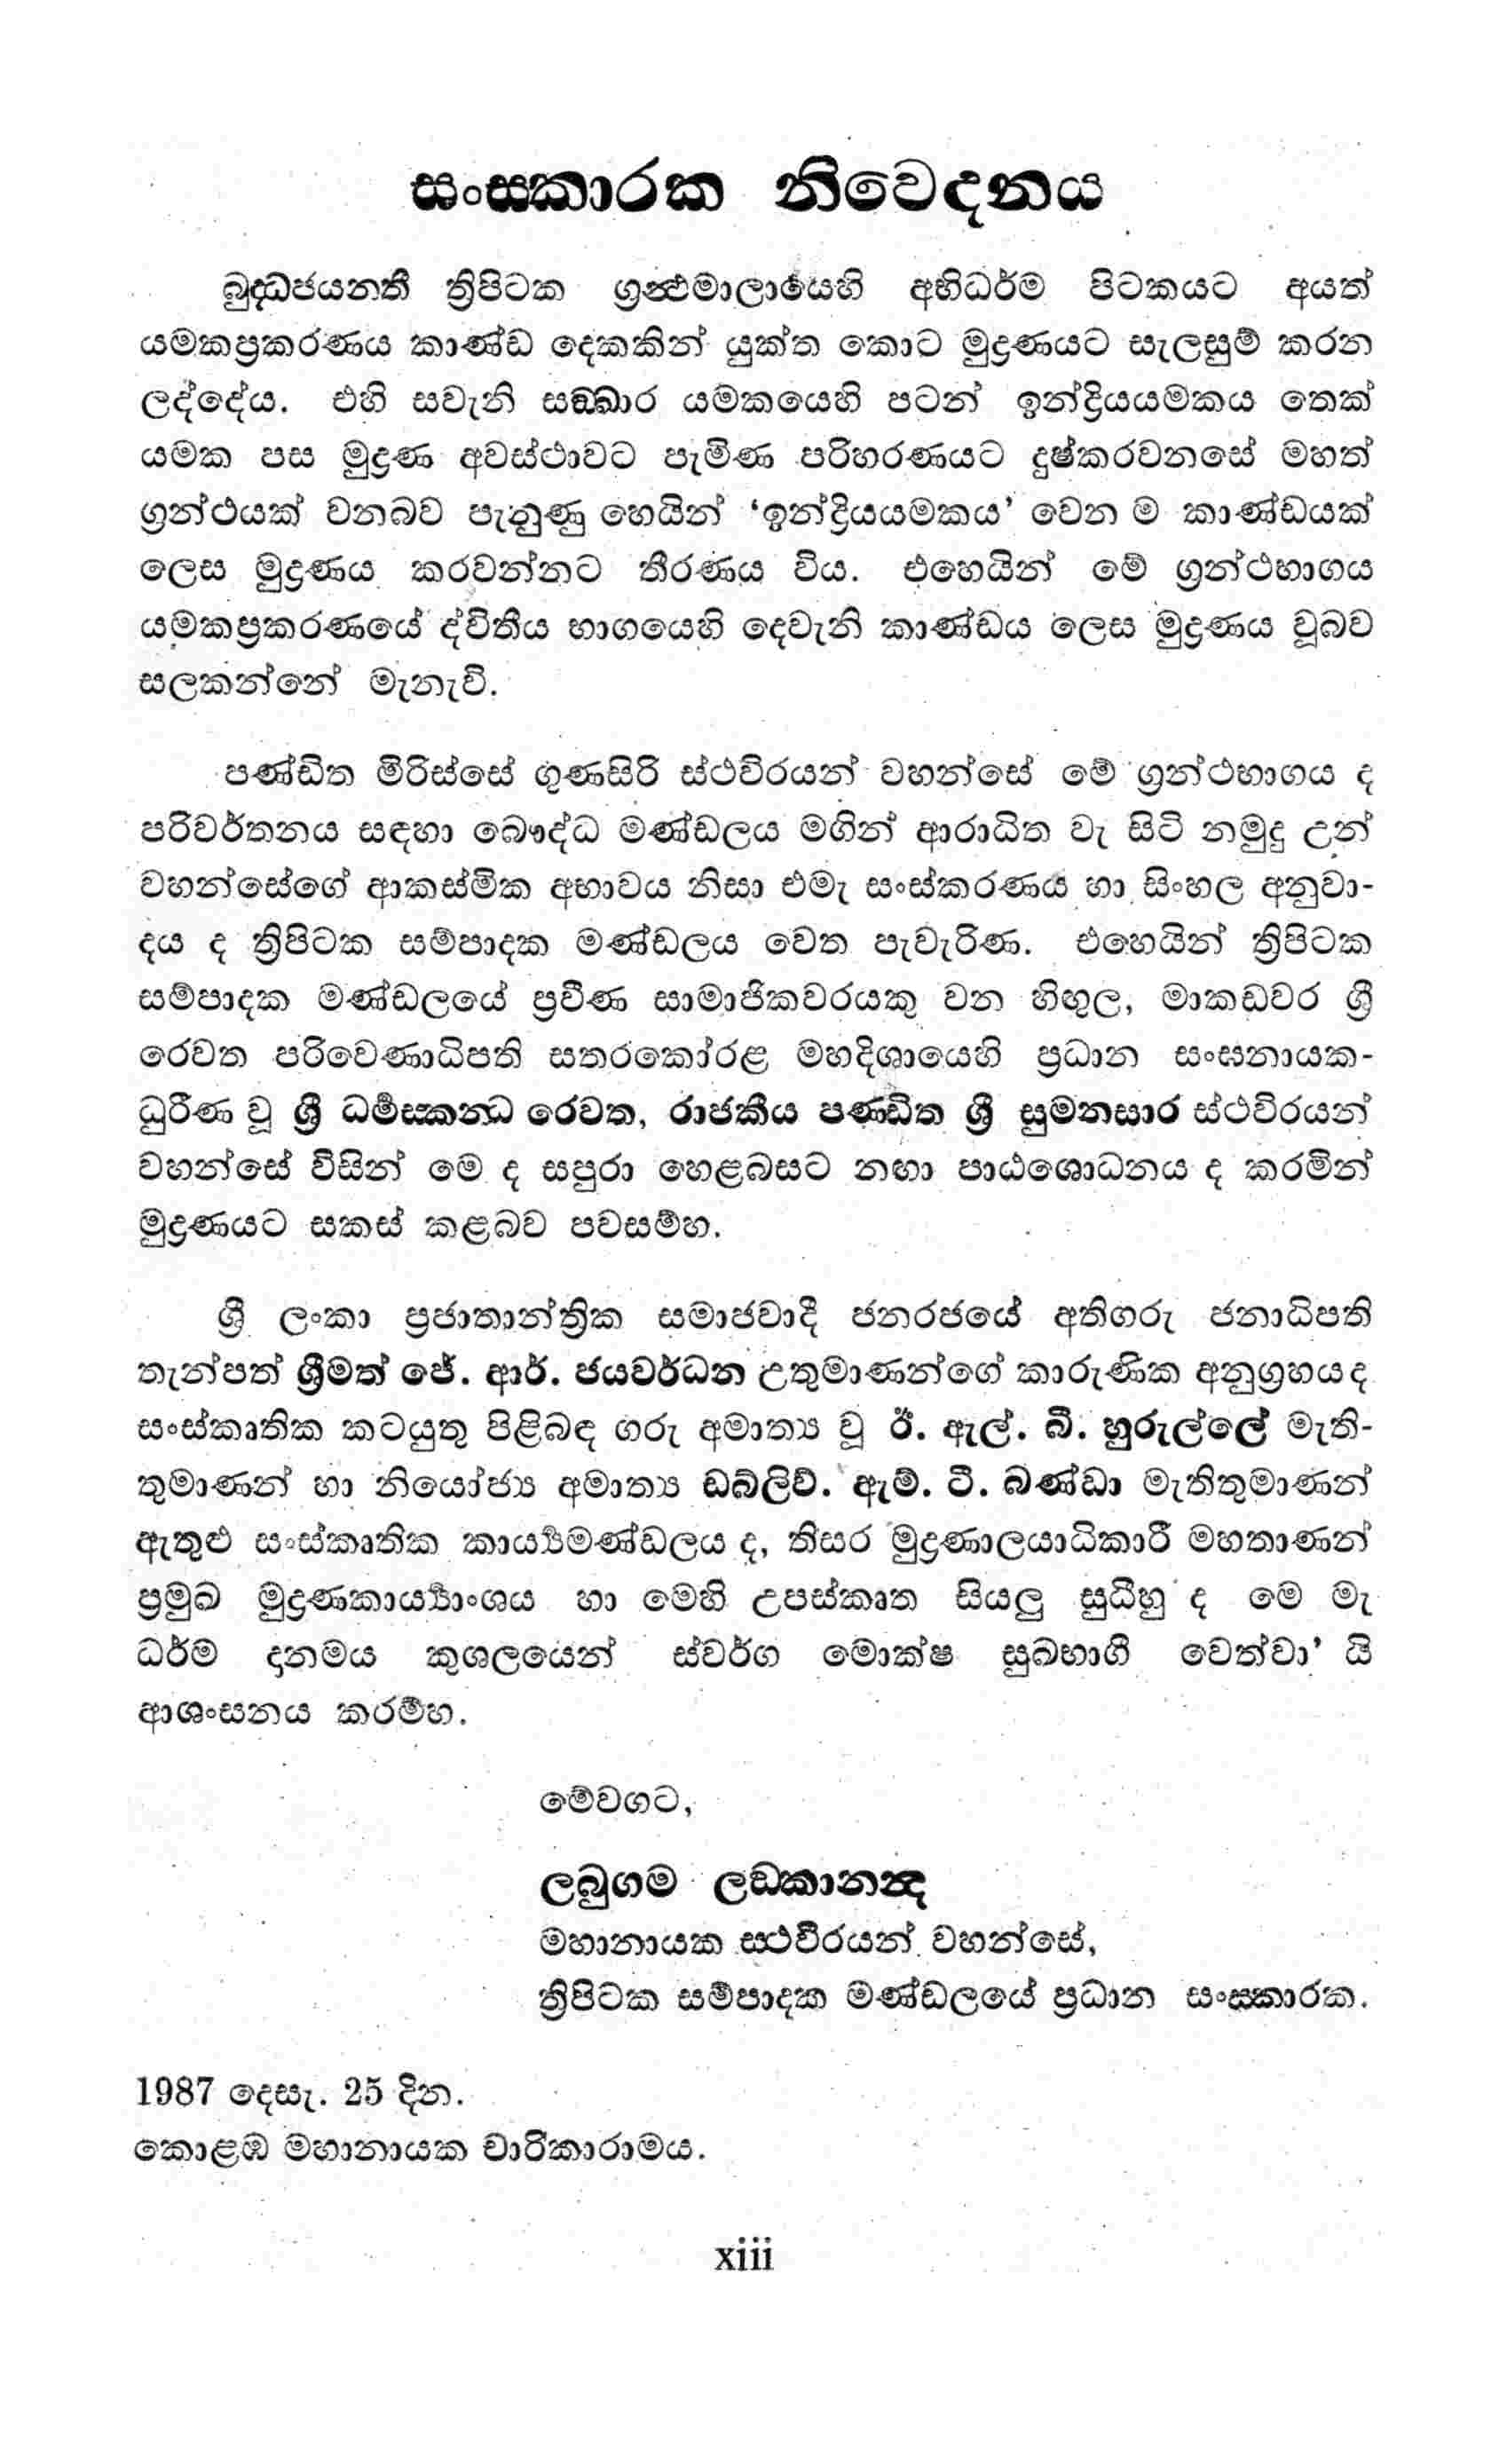 සංස්කාරක නිවෙදනය
බුද්ධජයන්තී ත්‍රිපිටක ග්‍රන්ථමාලායෙහි අභිධර්ම පිටකයට අයත්
යමකප්‍රකරණය කාණ්ඩ දෙකකින් යුක්ත කොට මුද්‍රණයට සැලසුම් කරන
ලද්දේය. එහි සවැනි සඞ්ඛාර යමකයෙහි පටන් ඉන්ද්‍රියයමකය තෙක්
යමක පස මුද්‍රණ අවස්ථාවට පැමිණ පරිහරණයට දුෂ්කරවනසේ මහත්
ග්‍රන්ථයක් වනබව පැනුණු හෙයින් ‘ඉන්ද්‍රියයමකය’ වෙන ම කාණ්ඩයක්
ලෙස මුද්‍රණය කරවන්නට තීරණය විය. එහෙයින් මේ ග්‍රන්ථභාගය
යමකප්‍රකරණයේ ද්විතීය භාගයෙහි දෙවැනි කාණ්ඩය ලෙස මුද්‍රණය වූබව
සලකන්නේ මැනැවි.
පණ්ඩිත මිරිස්සේ ගුණසිරි ස්ථවිරයන් වහන්සේ මේ ග්‍රන්ථභාගය ද
පරිවර්තනය සඳහා බෞද්ධ මණ්ඩලය මගින් ආරාධිත වැ සිටි නමුදු උන්
වහන්සේගේ ආකස්මික අභාවය නිසා එමැ සංස්කරණය හා සිංහල අනුවා-
දය ද ත්‍රිපිටක සම්පාදක මණ්ඩලය වෙත පැවැරිණ. එහෙයින් ත්‍රිපිටක
සම්පාදක මණ්ඩලයේ ප්‍රවීණ සාමාජිකවරයකු වන හිඟුල, මාකඩවර ශ්‍රී
රෙවත පරිවෙණාධිපති සතරකෝරළ මහදිශායෙහි ප්‍රධාන සංඝනායක-
ධුරීණ වූ ශ්‍රී ධර්මස්කන්ධ රෙවත, රාජකීය පණ්ඩිත ශ්‍රී සුමනසාර ස්ථවිරයන්
වහන්සේ විසින් මෙ ද සපුරා හෙළබසට නඟා පාඨශොධනය ද කරමින්
මුද්‍රණයට සකස් කළබව පවසම්හ.
ශ්‍රී ලංකා ප්‍රජාතාන්ත්‍රික සමාජවාදී ජනරජයේ අතිගරු ජනාධිපති
තැන්පත් ශ්‍රීමත් ජේ. ආර්. ජයවර්ධන උතුමාණන්ගේ කාරුණික අනුග්‍රහය ද
සංස්කෘතික කටයුතු පිළිබඳ ගරු අමාත්‍ය වූ ඊ. ඇල්. බී. හුරුල්ලේ මැති-
තුමාණන් හා නියෝජ්‍ය අමාත්‍ය ඩබ්ලිව්. ඇම්. ටී. බණ්ඩා මැතිතුමාණන්
ඇතුළු සංස්කෘතික කාර්‍ය්‍යමණ්ඩලය ද, තිසර මුද්‍රණාලයාධිකාරී මහතාණන්
ප්‍රමුඛ මුද්‍රණකාර්‍ය්‍යාංශය හා මෙහි උපස්කෘත සියලු සුධීහු ද මෙ මැ
ධර්ම දානමය කුශලයෙන් ස්වර්ග මොක්ෂ සුඛභාගී වෙත්වා’ යි
ආශංසනය කරම්හ.
මේවගට,
ලබුගම ලඞ්කානන්ද
මහානායක ස්ථවිරයන් වහන්සේ,
ත්‍රිපිටක සම්පාදක මණ්ඩලයේ ප්‍රධාන සංස්කාරක.
1987 දෙසැ. 25 දින.
කොළඹ මහානායක චාරිකාරාමය.
xiii